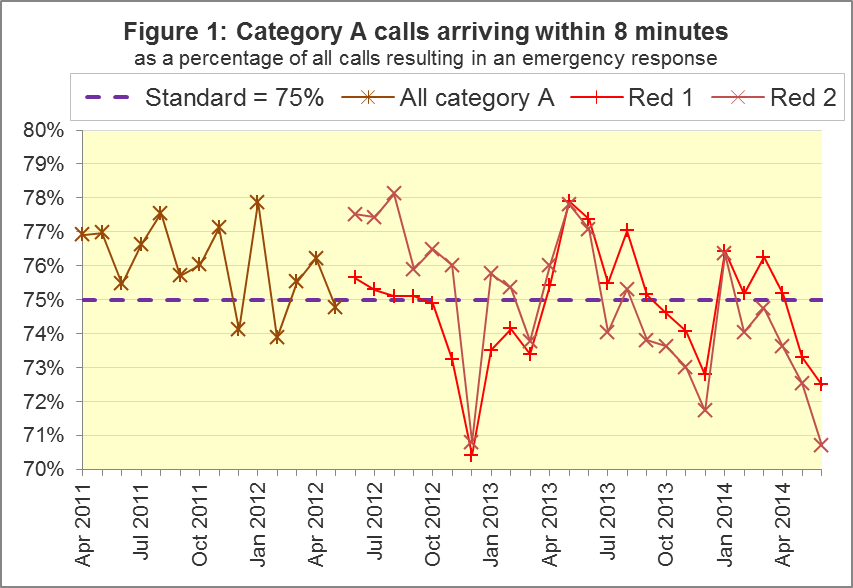 Figure 1: Category A calls arriving within 8 minutes
as a percentage of all calls resulting in an emergency response
Standard = 75% All category A Red 1 Red 2
80%
79%
78%
77%
76%
75%
74%
73%
72%
71%
70%
Apr 2011
Jul 2011
Oct 2011
Jan 2012
Apr 2012
Jul 2012
Oct 2012
Jan 2013
Apr 2013
Jul 2013
Oct 2013
Jan 2014
Apr 2014